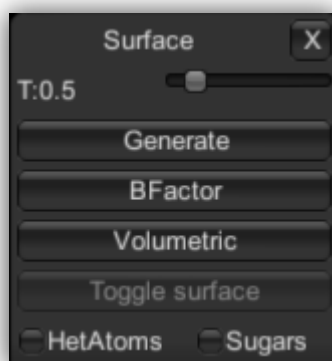 Surface X
T:0.5
Generate
BFactor
Volumetric
Toggle surface
HetAtoms Sugars